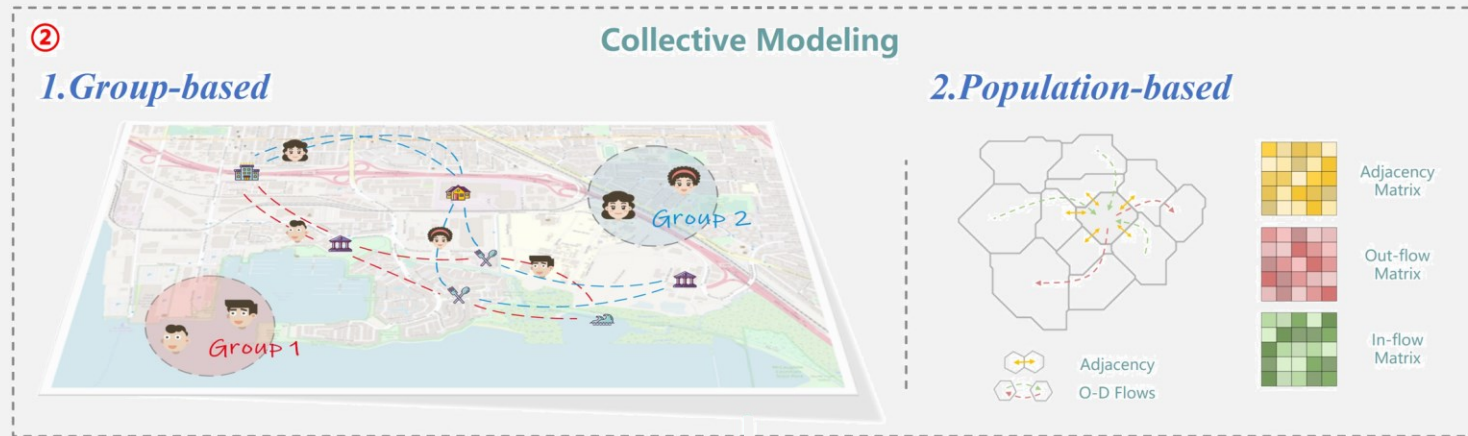 ②
Collective Modeling
1.Group-based
2.Population-based
Group 2
Group 1
Adjacency
Matrix
Out-flow
Matrix
In-flow
Matrix
Adjacency
O-D Flows